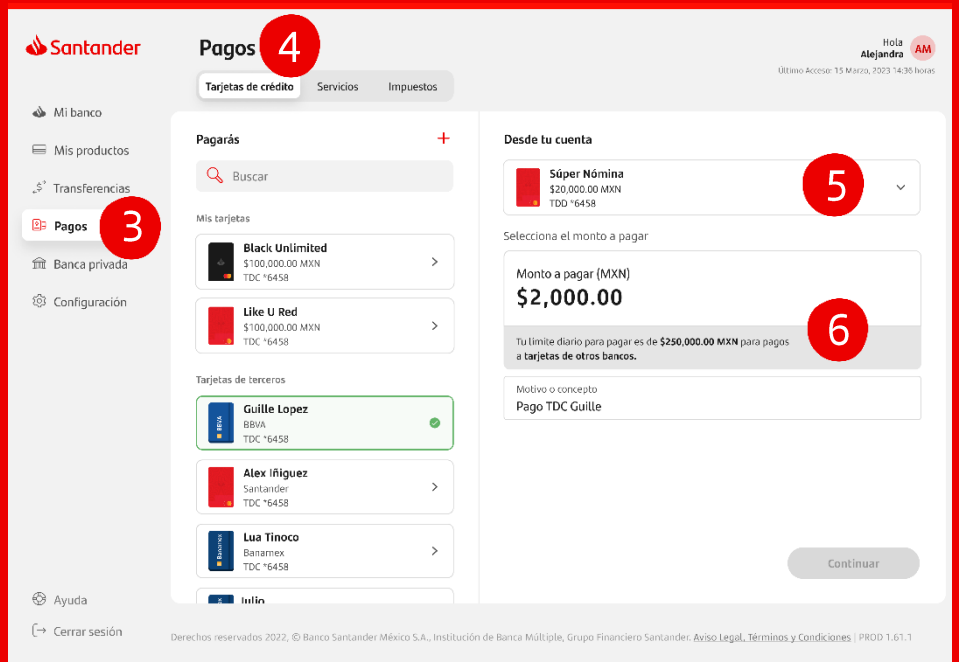 Santander
Mi banco
Mis productos
Transferencias
Pagos
3
Banca privada
Configuración
Ayuda
Cerrar sesión
Pagos
4
Tarjetas de crédito
Servicios
Impuestos
Hola
Alejandra
AM
Último Acceso: 15 Marzo, 2023 14:36 horas
Pagarás
+
Buscar
Mis tarjetas
Black Unlimited
$100,000.00 MXN
TDC *6458
Like U Red
$100,000.00 MXN
TDC *6458
Tarjetas de terceros
BBVA
Guille Lopez
BBVA
TDC *6458
Alex Iñiguez
Santander
TDC *6458
Banamex
Lua Tinoco
Banamex
TDC *6458
Julio
Desde tu cuenta
Súper Nómina
$20,000.00 MXN
TDD *6458
5
Selecciona el monto a pagar
Monto a pagar (MXN)
$2,000.00
Tu limite diario para pagar es de $250,000.00 MXN para pagos
a tarjetas de otros bancos.
6
Motivo o concepto
Pago TDC Guille
Continuar
Derechos reservados 2022, © Banco Santander México S.A., Institución de Banca Múltiple, Grupo Financiero Santander. Aviso Legal, Términos y Condiciones | PROD 1.61.1